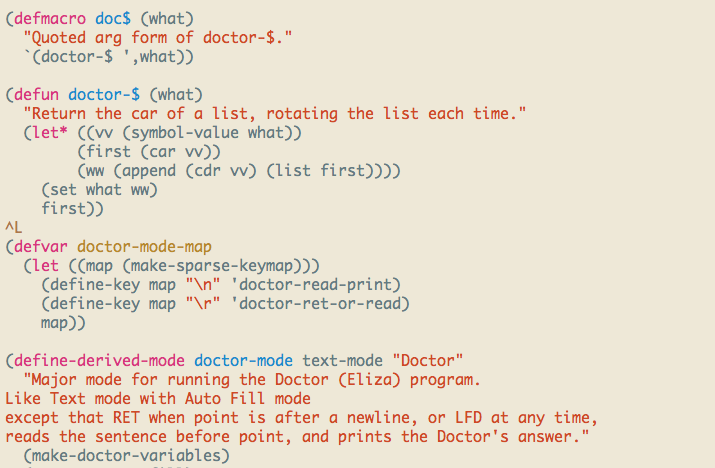 (defmacro doc$ (what)
  "Quoted arg form of doctor-$."
  `(doctor-$ ',what))

(defun doctor-$ (what)
  "Return the car of a list, rotating the list each time."
  (let* ((vv (symbol-value what))
        (first (car vv))
        (ww (append (cdr vv) (list first))))
    (set what ww)
    first))
^L
(defvar doctor-mode-map
  (let ((map (make-sparse-keymap)))
    (define-key map "\n" 'doctor-read-print)
    (define-key map "\r" 'doctor-ret-or-read)
    map))

(define-derived-mode doctor-mode text-mode "Doctor"
  "Major mode for running the Doctor (Eliza) program.
Like Text mode with Auto Fill mode
except that RET when point is after a newline, or LFD at any time,
reads the sentence before point, and prints the Doctor's answer."
  (make-doctor-variables)